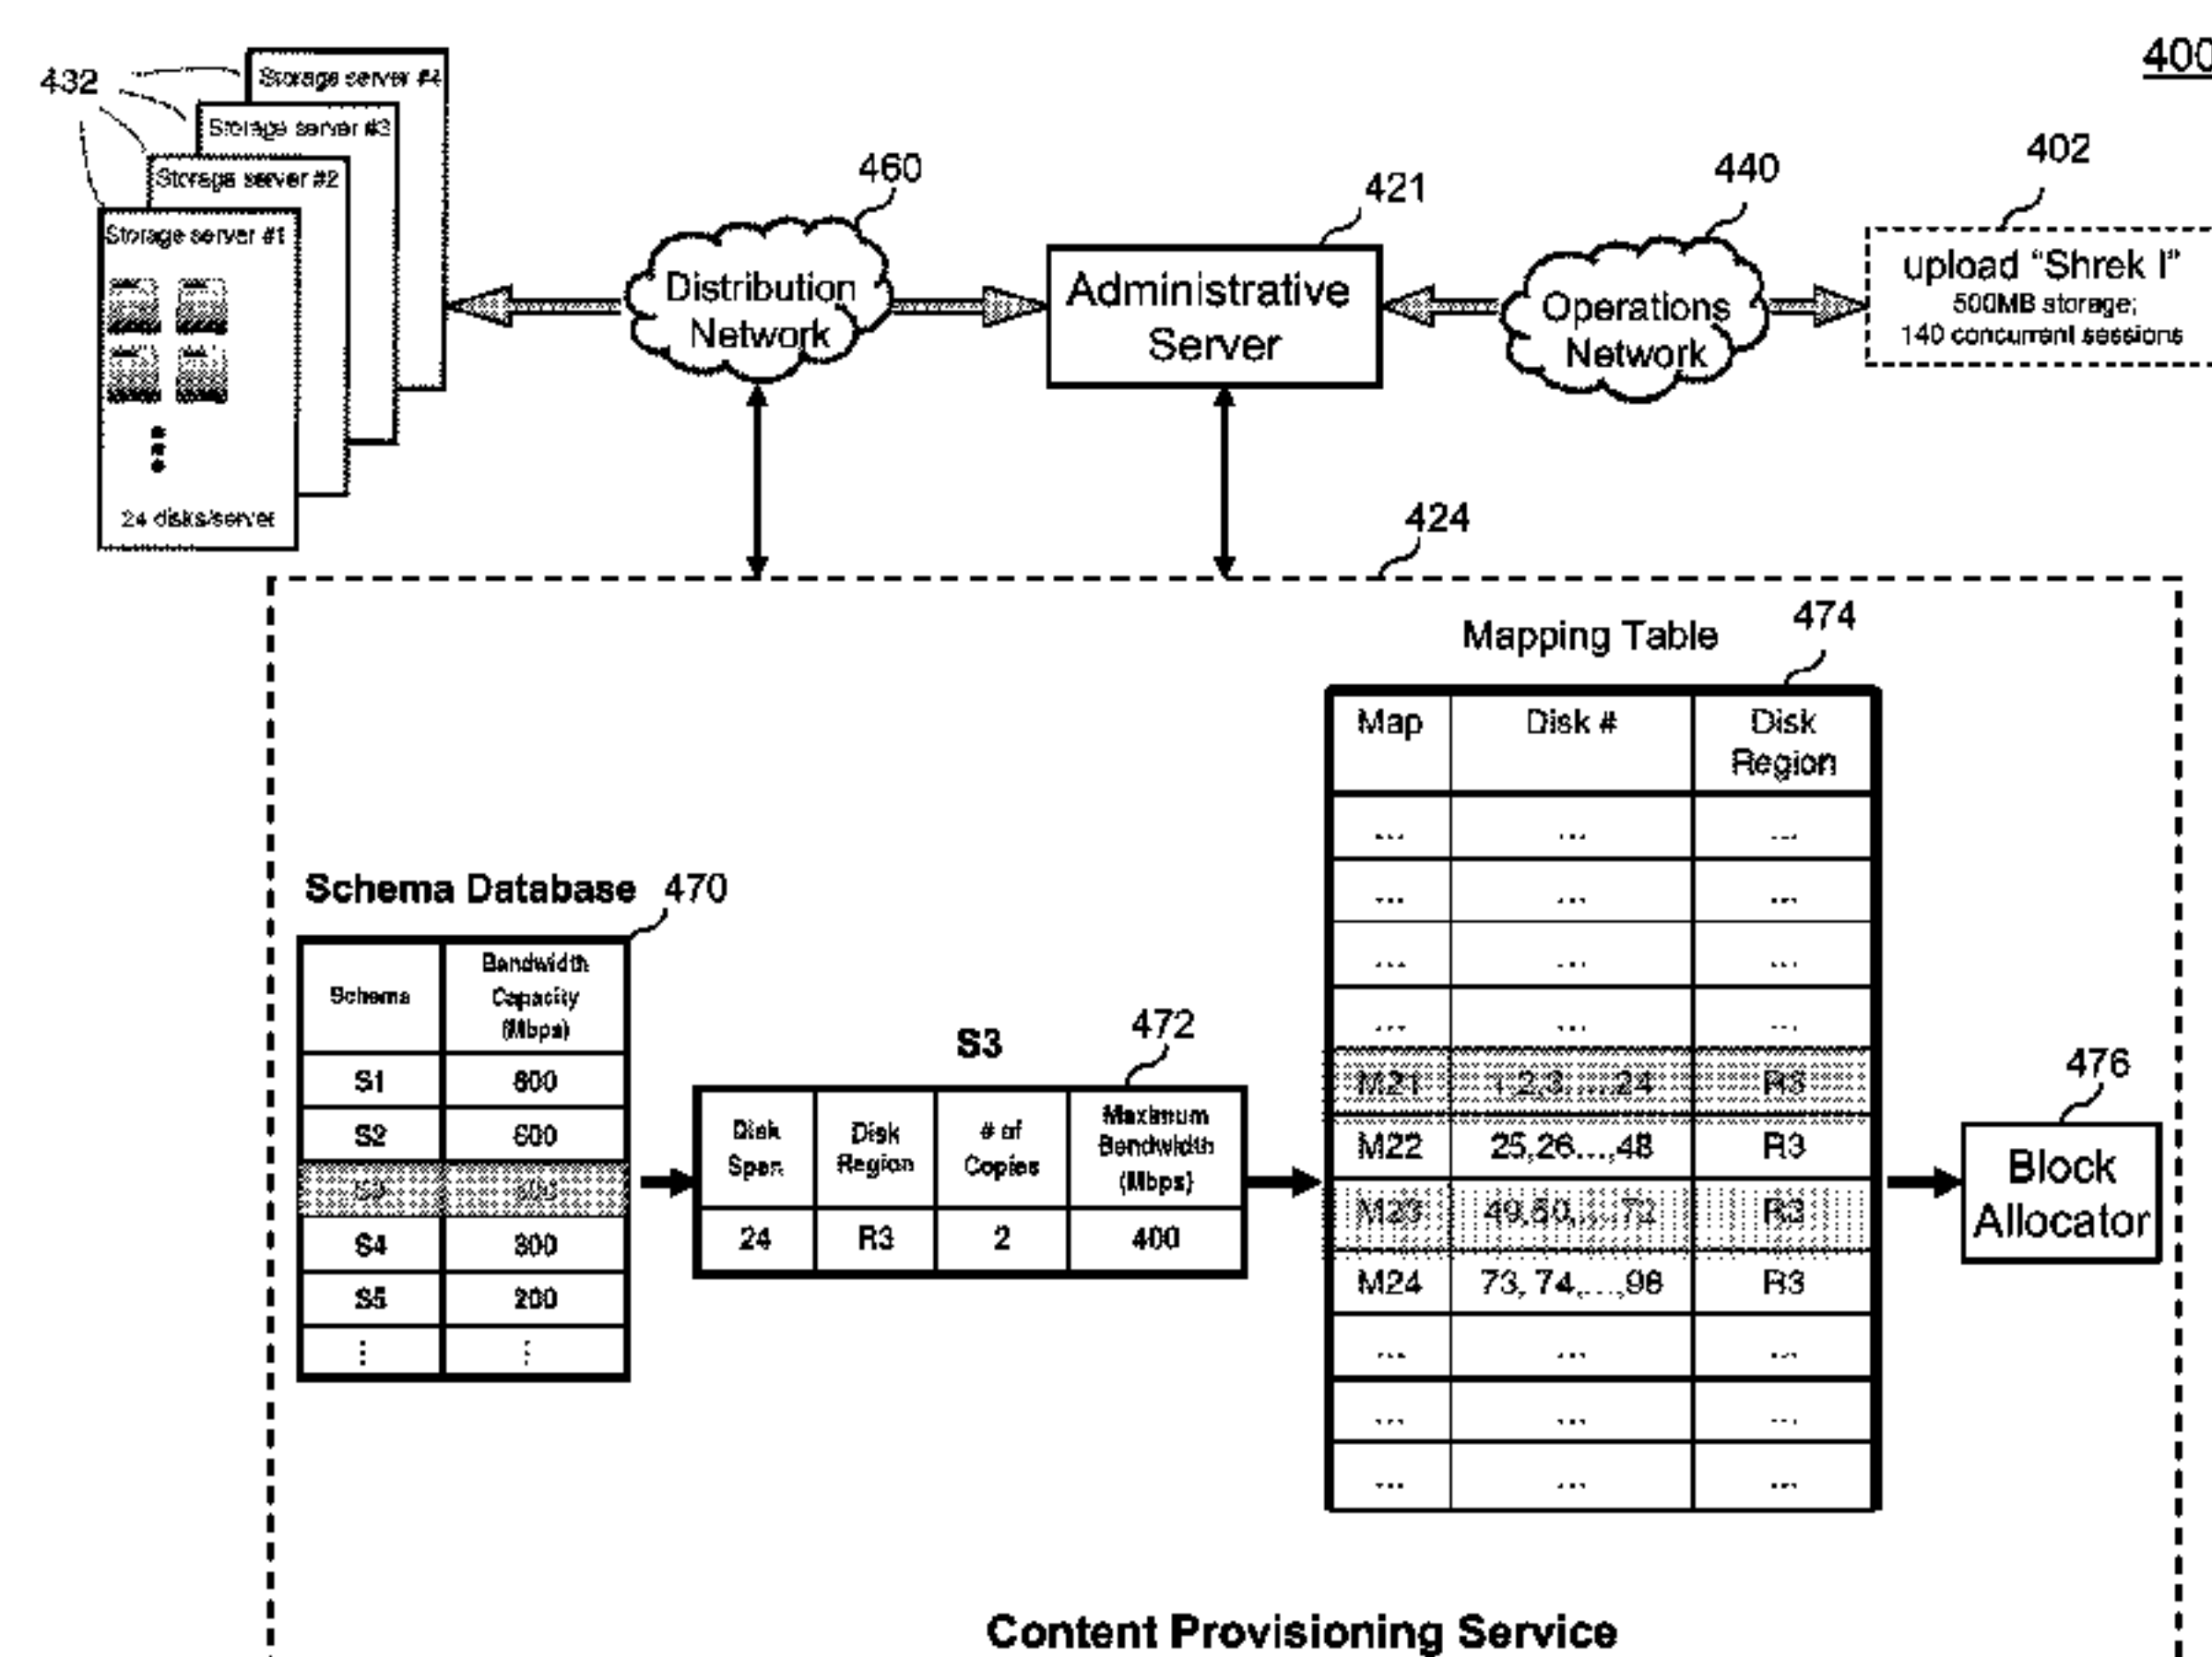 400
432
Storage server #4
Storage server #3
Storage server #2
Storage server #1
24 disks/server
460
Distribution
Network
421
Administrative
Server
440
Operations
Network
402
upload "Shrek I"
500MB storage;
140 concurrent sessions
424
Mapping Table
474
Map Disk # Disk
Region
... ... ...
... ... ...
... ... ...
... ... ...
M21 1,2,3,...,24 R3
M22 25,26...,48 R3
M23 49,50,...,72 R3
M24 73, 74,...,96 R3
... ... ...
... ... ...
... ... ...
Schema Database 470
Schema Bandwidth
Capacity
(Mbps)
S1 800
S2 600
S3
S4 300
S5 200
⋮ ⋮
S3
472
Disk
Span
Disk
Region
# of
Copies
Maximum
Bandwidth
(Mbps)
24 R3 2 400
476
Block
Allocator
Content Provisioning Service